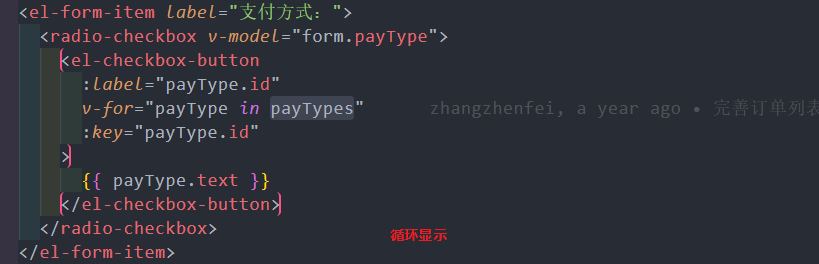 <el-form-item label="支付方式：">
<radio-checkbox v-model="form.payType">
<el-checkbox-button
:label="payType.id"
v-for="payType in payTypes" zhangzhenfei, a year ago • 完善订单列表
:key="payType.id"
>
{{ payType.text }}
</el-checkbox-button>
</radio-checkbox>
循环显示
</el-form-item>